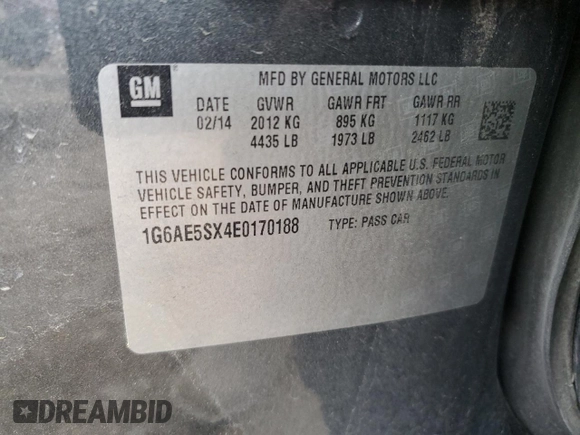 GM
MFD BY GENERAL MOTORS LLC
DATE GVWR GAWR FRT GAWR RR
02/14 2012 KG 895 KG 1117 KG
4435 LB 1973 LB 2462 LB
THIS VEHICLE CONFORMS TO ALL APPLICABLE U.S. FEDERAL MOTOR
VEHICLE SAFETY, BUMPER, AND THEFT PREVENTION STANDARDS IN
EFFECT ON THE DATE OF MANUFACTURE SHOWN ABOVE.
1G6AE5SX4E0170188 TYPE: PASS CAR
DREAMBID